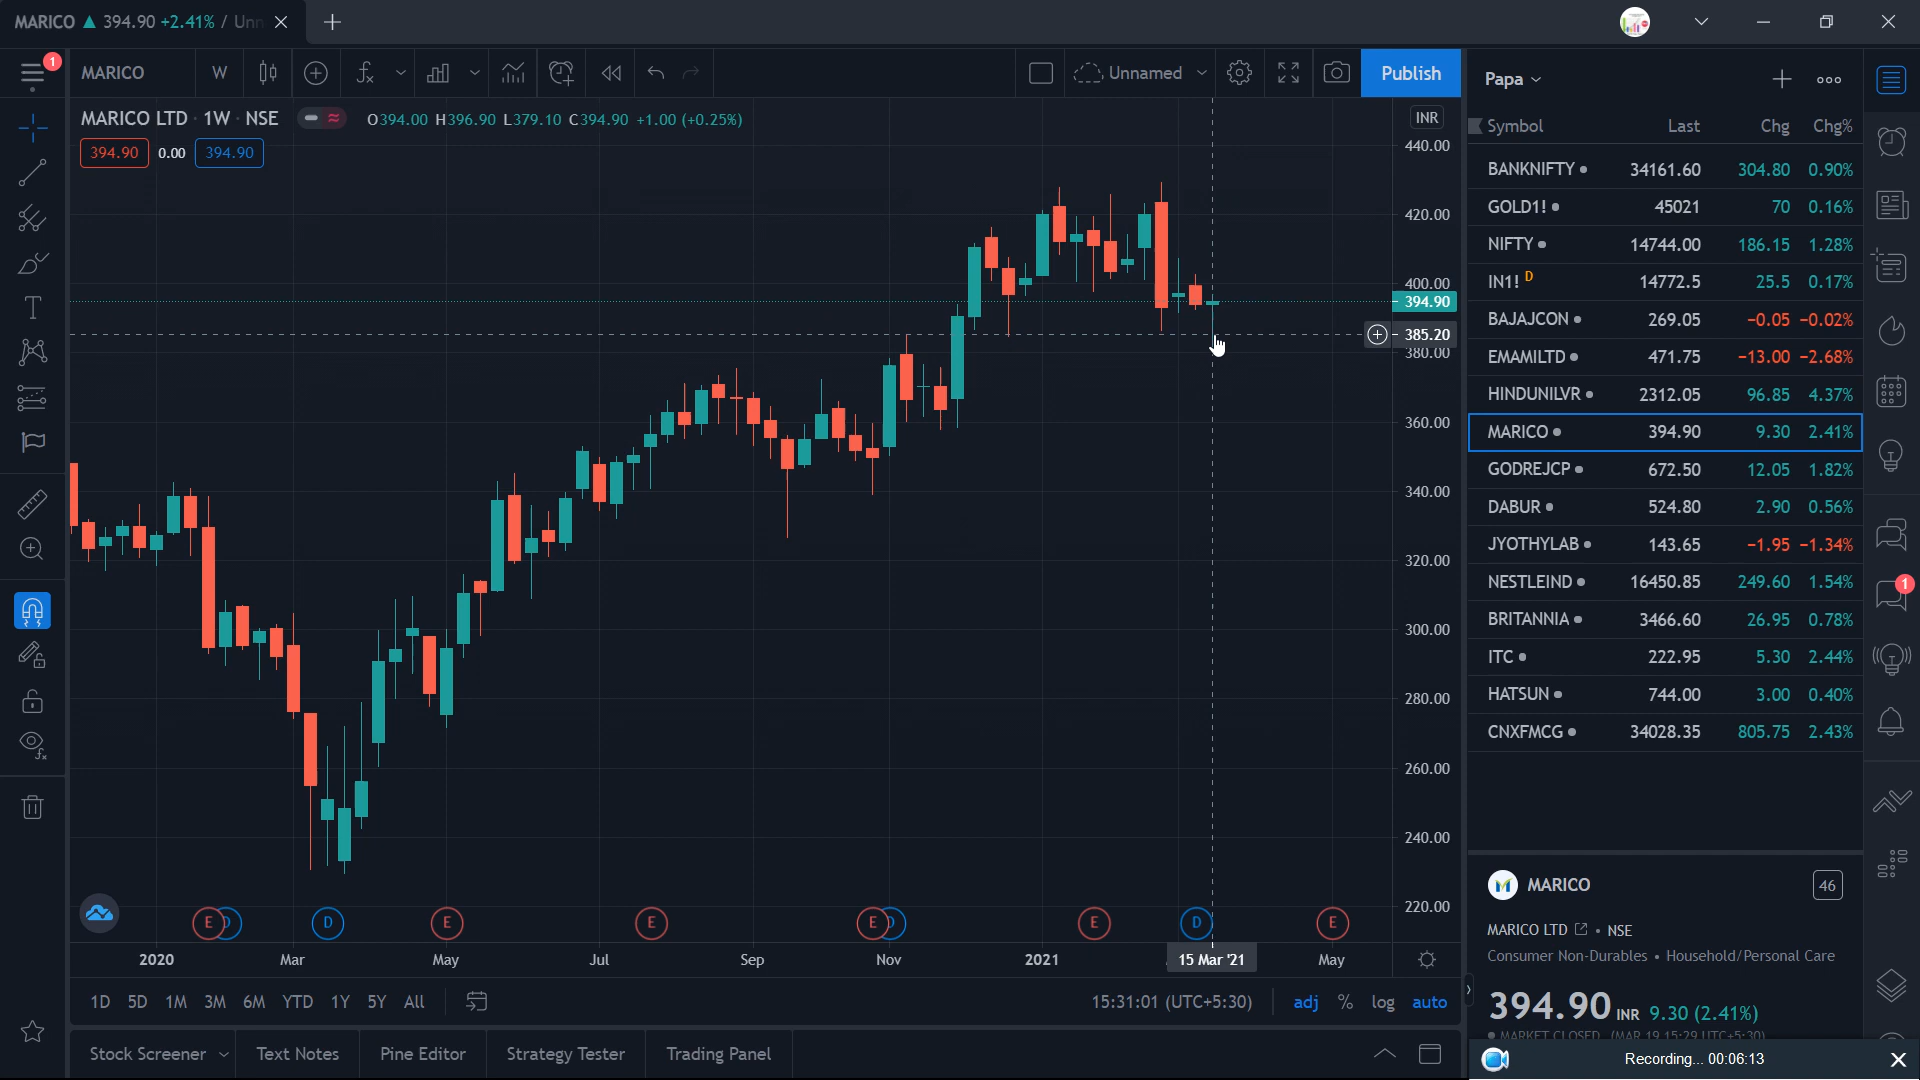 MARICO ▲ 394.90 +2.41% / Unn
1
MARICO W
Unnamed
Publish
MARICO LTD · 1W · NSE O394.00 H396.90 L379.10 C394.90 +1.00 (+0.25%)
394.90 0.00 394.90
INR
440.00
420.00
400.00
394.90
385.20
380.00
360.00
340.00
320.00
300.00
280.00
260.00
240.00
220.00
E D D E E E D E D E
2020 Mar May Jul Sep Nov 2021 15 Mar '21 May
1D 5D 1M 3M 6M YTD 1Y 5Y All
15:31:01 (UTC+5:30) adj % log auto
Stock Screener Text Notes Pine Editor Strategy Tester Trading Panel
Papa
Symbol Last Chg Chg%
BANKNIFTY 34161.60 304.80 0.90%
GOLD1! 45021 70 0.16%
NIFTY 14744.00 186.15 1.28%
IN1! D 14772.5 25.5 0.17%
BAJAJCON 269.05 −0.05 −0.02%
EMAMILTD 471.75 −13.00 −2.68%
HINDUNILVR 2312.05 96.85 4.37%
MARICO 394.90 9.30 2.41%
GODREJCP 672.50 12.05 1.82%
DABUR 524.80 2.90 0.56%
JYOTHYLAB 143.65 −1.95 −1.34%
NESTLEIND 16450.85 249.60 1.54%
BRITANNIA 3466.60 26.95 0.78%
ITC 222.95 5.30 2.44%
HATSUN 744.00 3.00 0.40%
CNXFMCG 34028.35 805.75 2.43%
1
MARICO 46
MARICO LTD • NSE
Consumer Non-Durables • Household/Personal Care
394.90 INR 9.30 (2.41%)
MARKET CLOSED (MAR 19 15:29 UTC+5:30)
Recording... 00:06:13